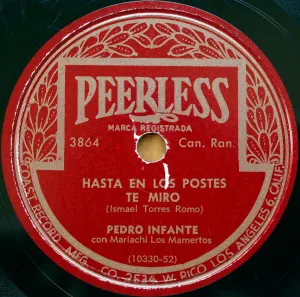 PEERLESS
MARCA REGISTRADA
3864 Can. Ran.
HASTA EN LOS POSTES
TE MIRO
(Ismael Torres Romo)
PEDRO INFANTE
con Mariachi Los Mamertos
(10330-52)
COAST RECORD MFG. CO. 2534 W. PICO LOS ANGELES 6, CALIF.